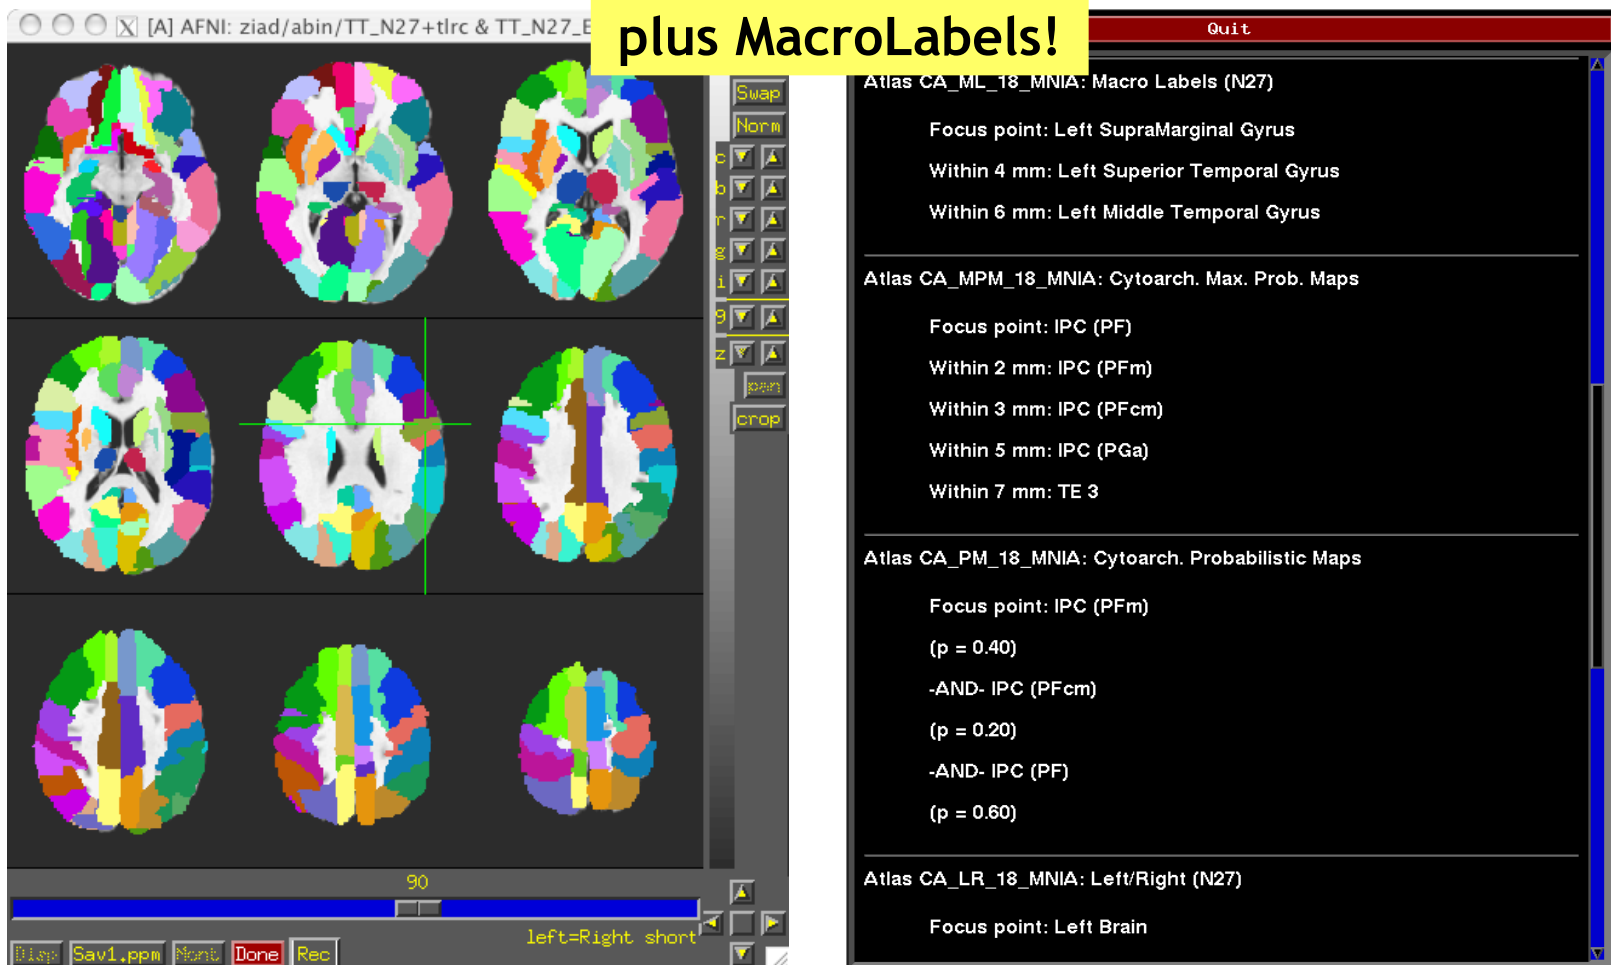 [A] AFNI: ziad/abin/TT_N27+tlrc & TT_N27_E
plus MacroLabels!
Swap
Norm
c
b
r
g
i
9
z
pan
crop
90
left=Right short
Disp
Sav1.ppm
Mont
Done
Rec
Quit
Atlas CA_ML_18_MNIA: Macro Labels (N27)
Focus point: Left SupraMarginal Gyrus
Within 4 mm: Left Superior Temporal Gyrus
Within 6 mm: Left Middle Temporal Gyrus
Atlas CA_MPM_18_MNIA: Cytoarch. Max. Prob. Maps
Focus point: IPC (PF)
Within 2 mm: IPC (PFm)
Within 3 mm: IPC (PFcm)
Within 5 mm: IPC (PGa)
Within 7 mm: TE 3
Atlas CA_PM_18_MNIA: Cytoarch. Probabilistic Maps
Focus point: IPC (PFm)
(p = 0.40)
-AND- IPC (PFcm)
(p = 0.20)
-AND- IPC (PF)
(p = 0.60)
Atlas CA_LR_18_MNIA: Left/Right (N27)
Focus point: Left Brain